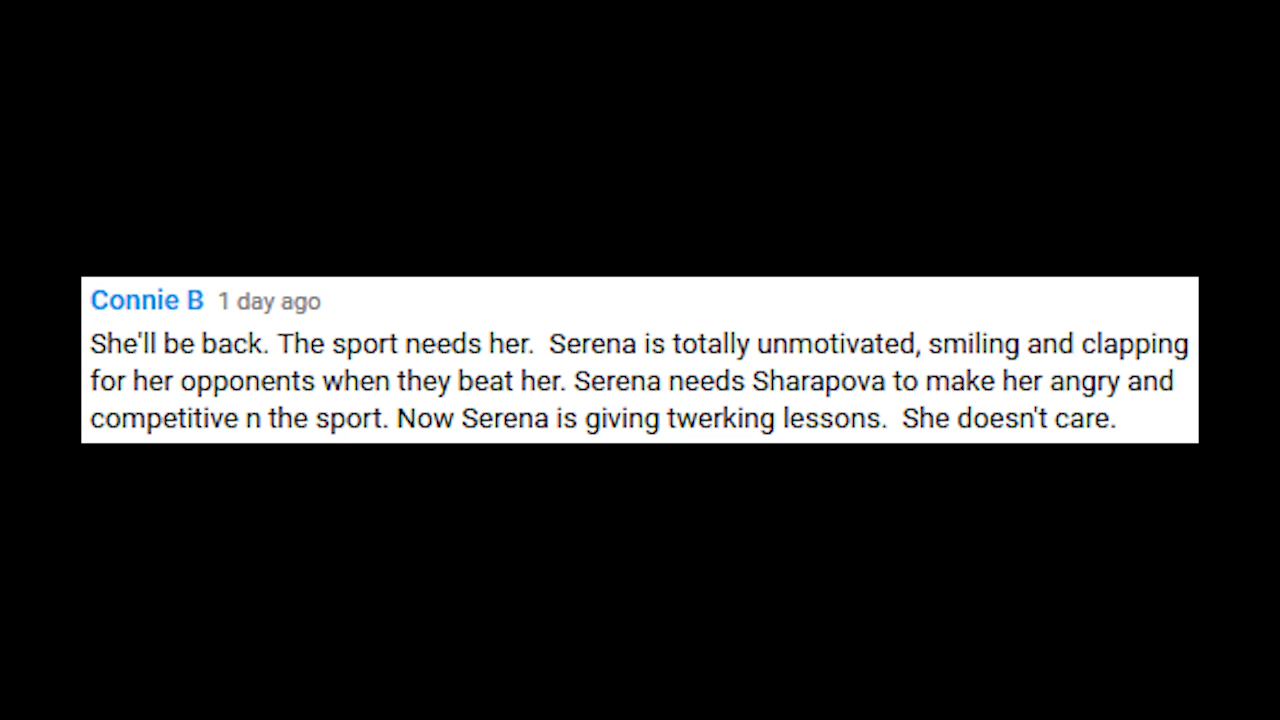 Connie B 1 day ago
She'll be back. The sport needs her.  Serena is totally unmotivated, smiling and clapping
for her opponents when they beat her. Serena needs Sharapova to make her angry and
competitive n the sport. Now Serena is giving twerking lessons.  She doesn't care.